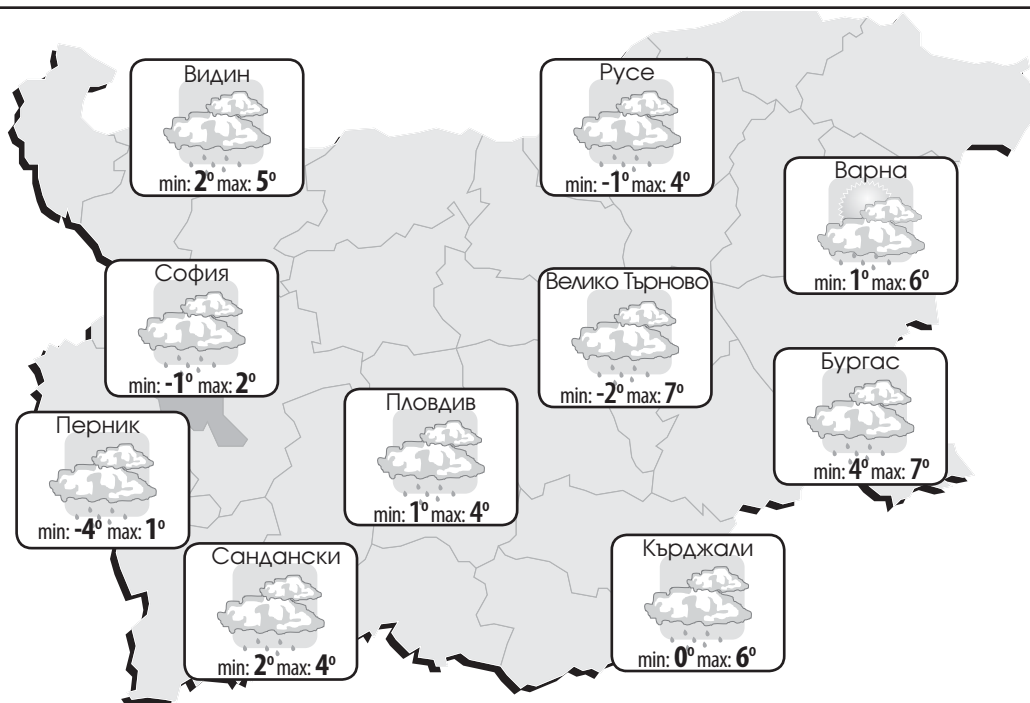 Видин
min: 2° max: 5°
Русе
min: -1° max: 4°
Варна
min: 1° max: 6°
София
min: -1° max: 2°
Велико Търново
min: -2° max: 7°
Бургас
min: 4° max: 7°
Пловдив
min: 1° max: 4°
Перник
min: -4° max: 1°
Сандански
min: 2° max: 4°
Кърджали
min: 0° max: 6°